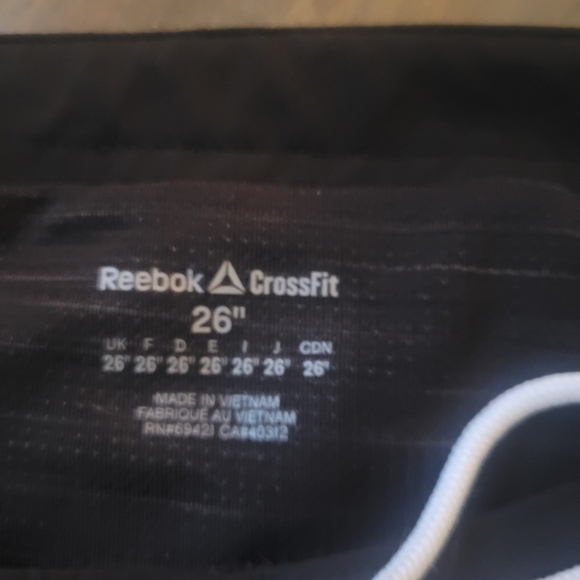 Reebok CrossFit
26"
UK F D E I J CDN
26" 26" 26" 26" 26" 26" 26"
MADE IN VIETNAM
FABRIQUE AU VIETNAM
RN#69421 CA#40312